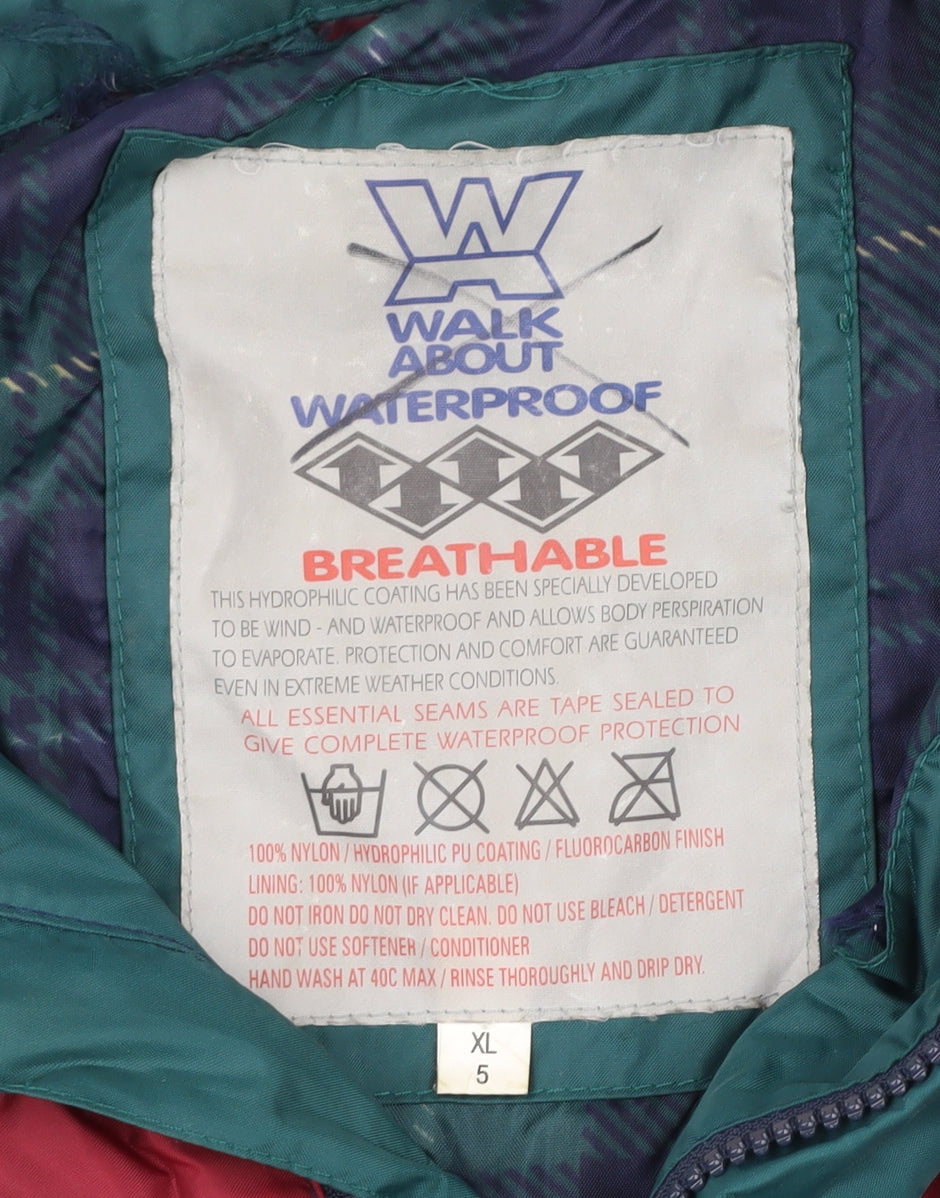 WA
WALK
ABOUT
WATERPROOF
BREATHABLE
THIS HYDROPHILIC COATING HAS BEEN SPECIALLY DEVELOPED
TO BE WIND - AND WATERPROOF AND ALLOWS BODY PERSPIRATION
TO EVAPORATE. PROTECTION AND COMFORT ARE GUARANTEED
EVEN IN EXTREME WEATHER CONDITIONS.
ALL ESSENTIAL SEAMS ARE TAPE SEALED TO
GIVE COMPLETE WATERPROOF PROTECTION
100% NYLON / HYDROPHILIC PU COATING / FLUOROCARBON FINISH
LINING: 100% NYLON (IF APPLICABLE)
DO NOT IRON DO NOT DRY CLEAN. DO NOT USE BLEACH / DETERGENT
DO NOT USE SOFTENER / CONDITIONER
HAND WASH AT 40C MAX / RINSE THOROUGHLY AND DRIP DRY.
XL
5